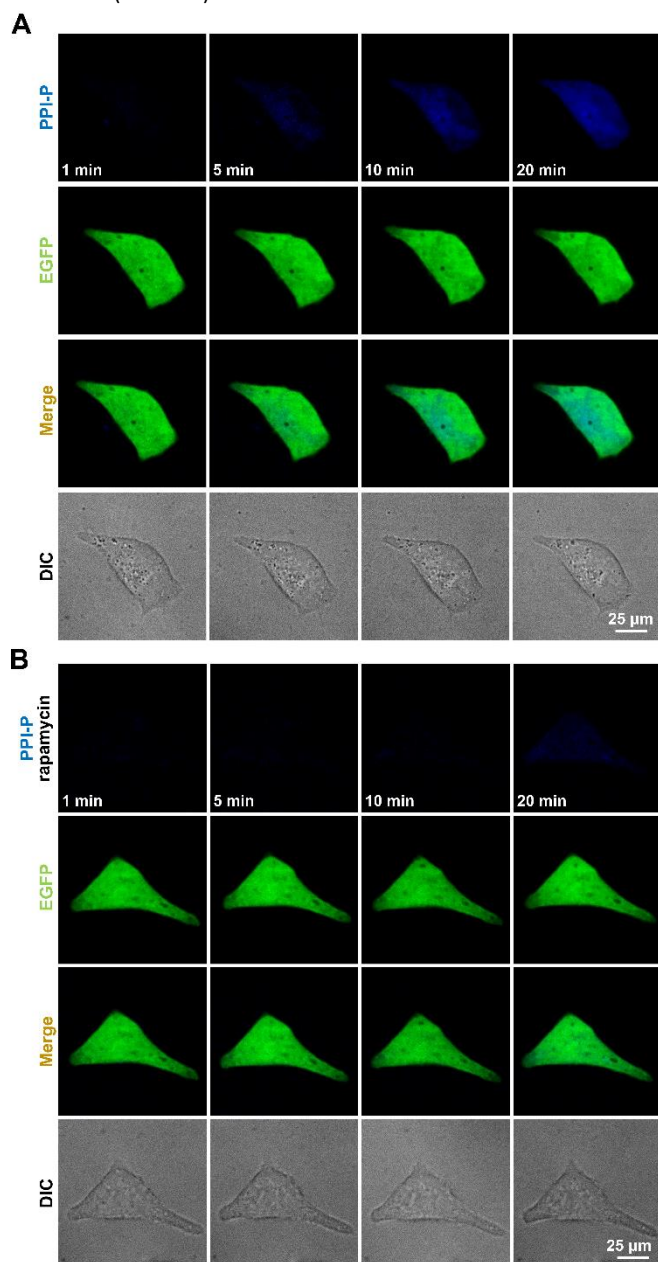 A
PPI-P
1 min
5 min
10 min
20 min
EGFP
Merge
DIC
25 µm
B
PPI-P
rapamycin
1 min
5 min
10 min
20 min
EGFP
Merge
DIC
25 µm